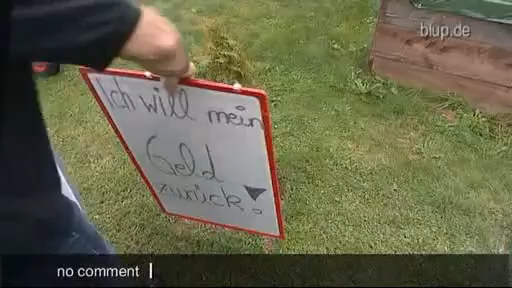 blup.de
Ich will mein
Geld
zurück.
no comment